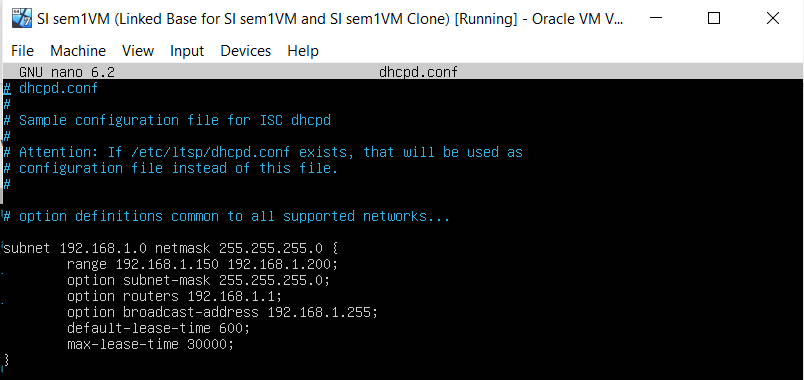 SI sem1VM (Linked Base for SI sem1VM and SI sem1VM Clone) [Running] - Oracle VM V...
File Machine View Input Devices Help
GNU nano 6.2 dhcpd.conf
# dhcpd.conf
#
# Sample configuration file for ISC dhcpd
#
# Attention: If /etc/ltsp/dhcpd.conf exists, that will be used as
# configuration file instead of this file.
#
# option definitions common to all supported networks...
subnet 192.168.1.0 netmask 255.255.255.0 {
range 192.168.1.150 192.168.1.200;
option subnet-mask 255.255.255.0;
option routers 192.168.1.1;
option broadcast-address 192.168.1.255;
default-lease-time 600;
max-lease-time 30000;
}